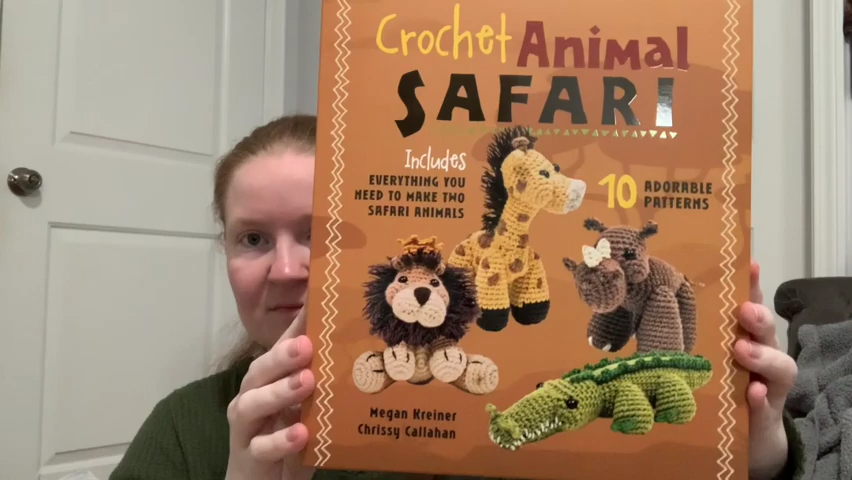 Crochet Animal
SAFARI
Includes
EVERYTHING YOU
NEED TO MAKE TWO
SAFARI ANIMALS
10 ADORABLE
PATTERNS
Megan Kreiner
Chrissy Callahan